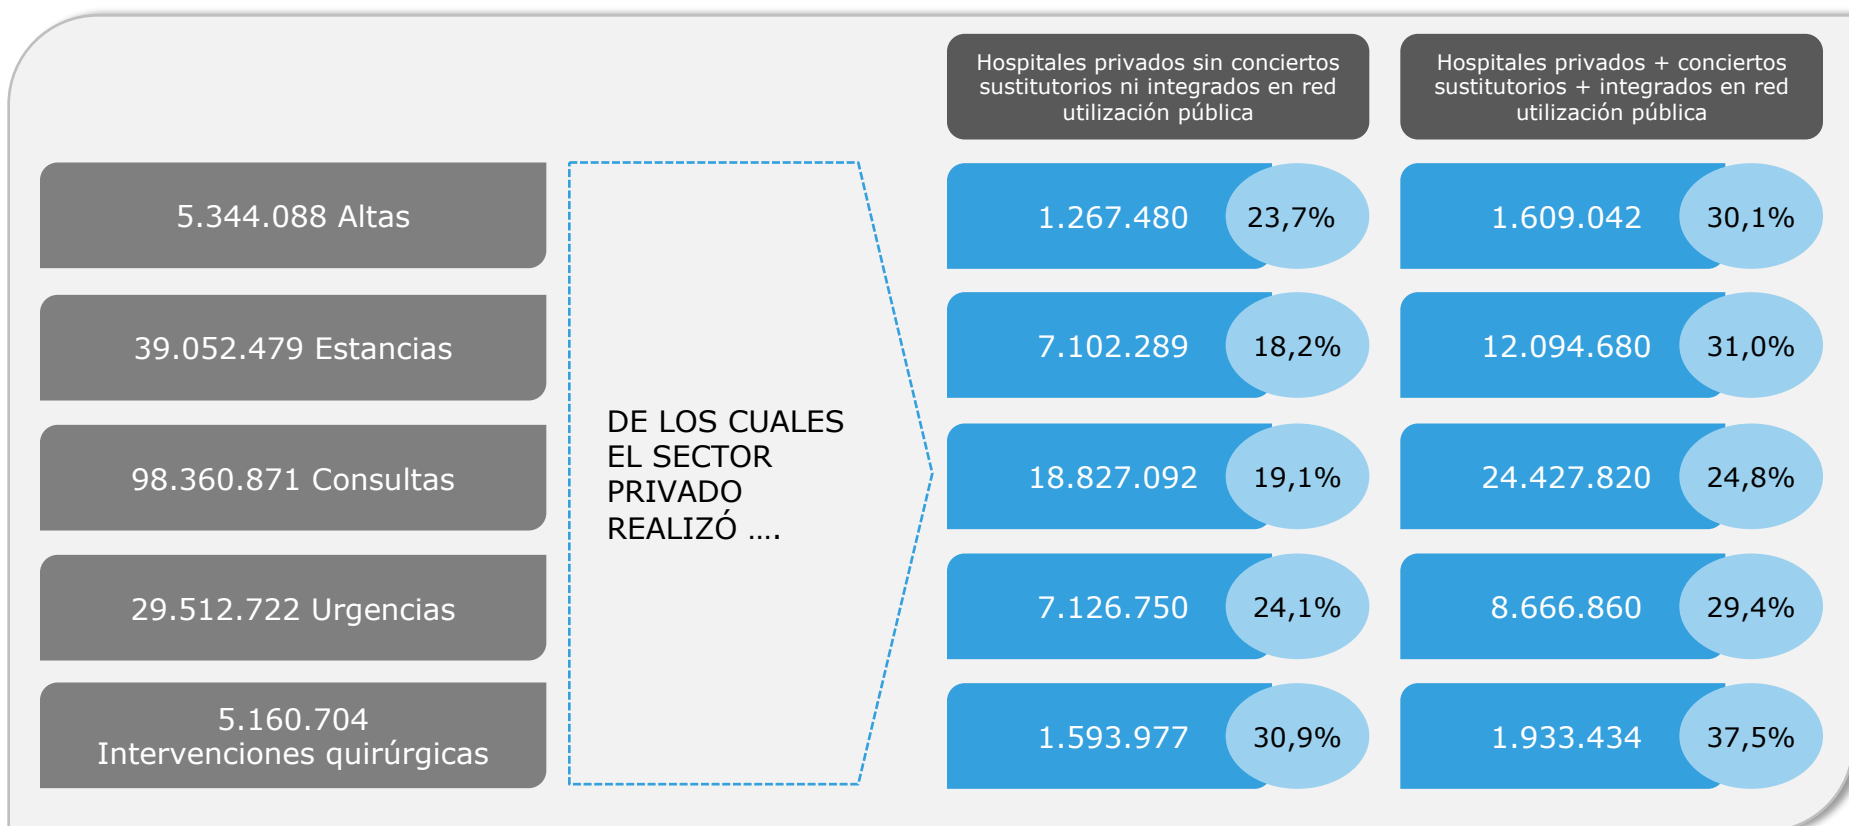 Hospitales privados sin conciertos
sustitutorios ni integrados en red
utilización pública
Hospitales privados + conciertos
sustitutorios + integrados en red
utilización pública
5.344.088 Altas
1.267.480
23,7%
1.609.042
30,1%
39.052.479 Estancias
7.102.289
18,2%
12.094.680
31,0%
DE LOS CUALES
EL SECTOR
PRIVADO
REALIZÓ ....
98.360.871 Consultas
18.827.092
19,1%
24.427.820
24,8%
29.512.722 Urgencias
7.126.750
24,1%
8.666.860
29,4%
5.160.704
Intervenciones quirúrgicas
1.593.977
30,9%
1.933.434
37,5%